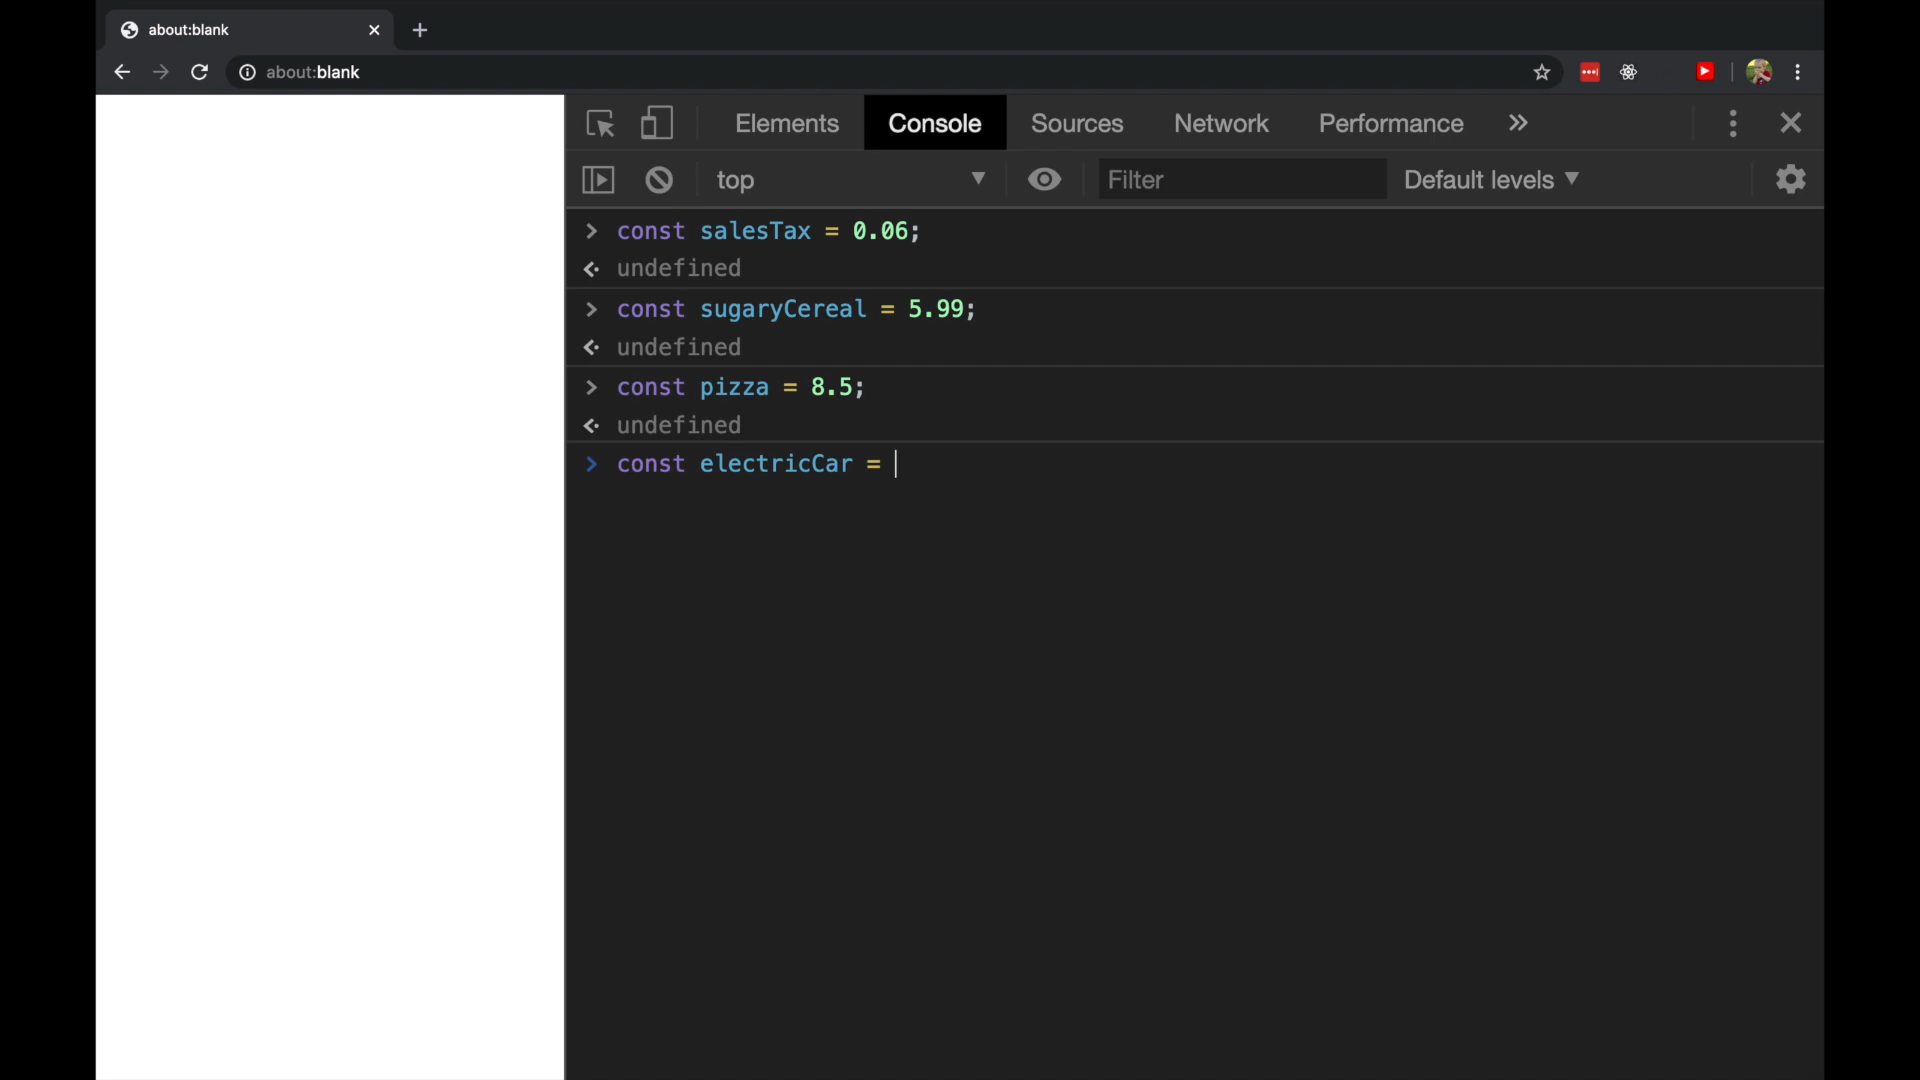 about:blank
about:blank
Elements Console Sources Network Performance
top Filter Default levels
> const salesTax = 0.06;
undefined
> const sugaryCereal = 5.99;
undefined
> const pizza = 8.5;
undefined
> const electricCar =